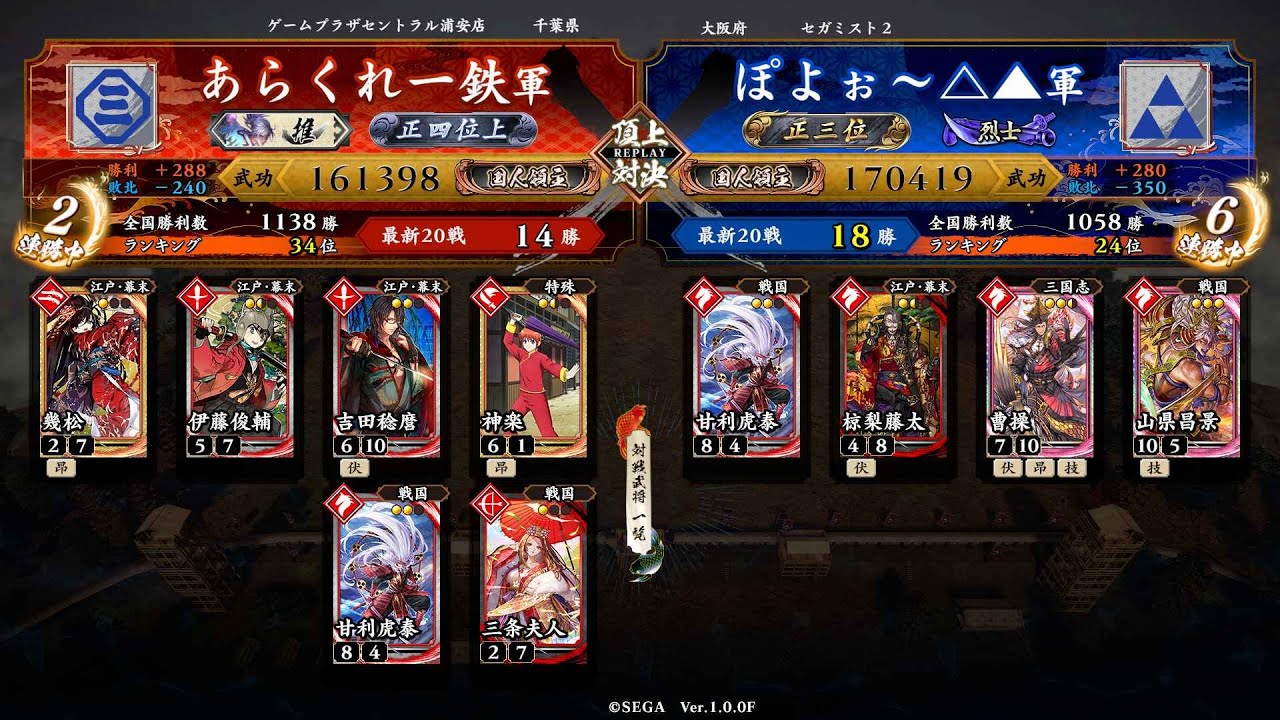 ゲームプラザセントラル浦安店 千葉県
大阪府 セガミスト2
あらくれ一鉄軍
ぽよぉ～△▲軍
推
正四位上
正三位
烈士
頂上
REPLAY
対決
勝利 +288
敗北 -240
武功
161398
国人領主
国人領主
170419
武功
勝利 +280
敗北 -350
2
連勝中
全国勝利数 1138勝
ランキング 34位
最新20戦 14勝
最新20戦 18勝
全国勝利数 1058勝
ランキング 24位
6
連勝中
江戸・幕末
幾松
2 7
昂
江戸・幕末
伊藤俊輔
5 7
江戸・幕末
吉田稔麿
6 10
伏
特殊
神楽
6 1
昂
戦国
甘利虎泰
8 4
戦国
三条夫人
2 7
対戦武将一覧
戦国
甘利虎泰
8 4
江戸・幕末
椋梨藤太
4 8
伏
三国志
曹操
7 10
伏 昂 技
戦国
山県昌景
10 5
技
©SEGA Ver.1.0.0F